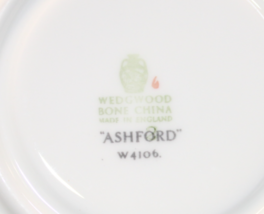 WEDGWOOD
BONE CHINA
MADE IN ENGLAND
"ASHFORD"
W4106.